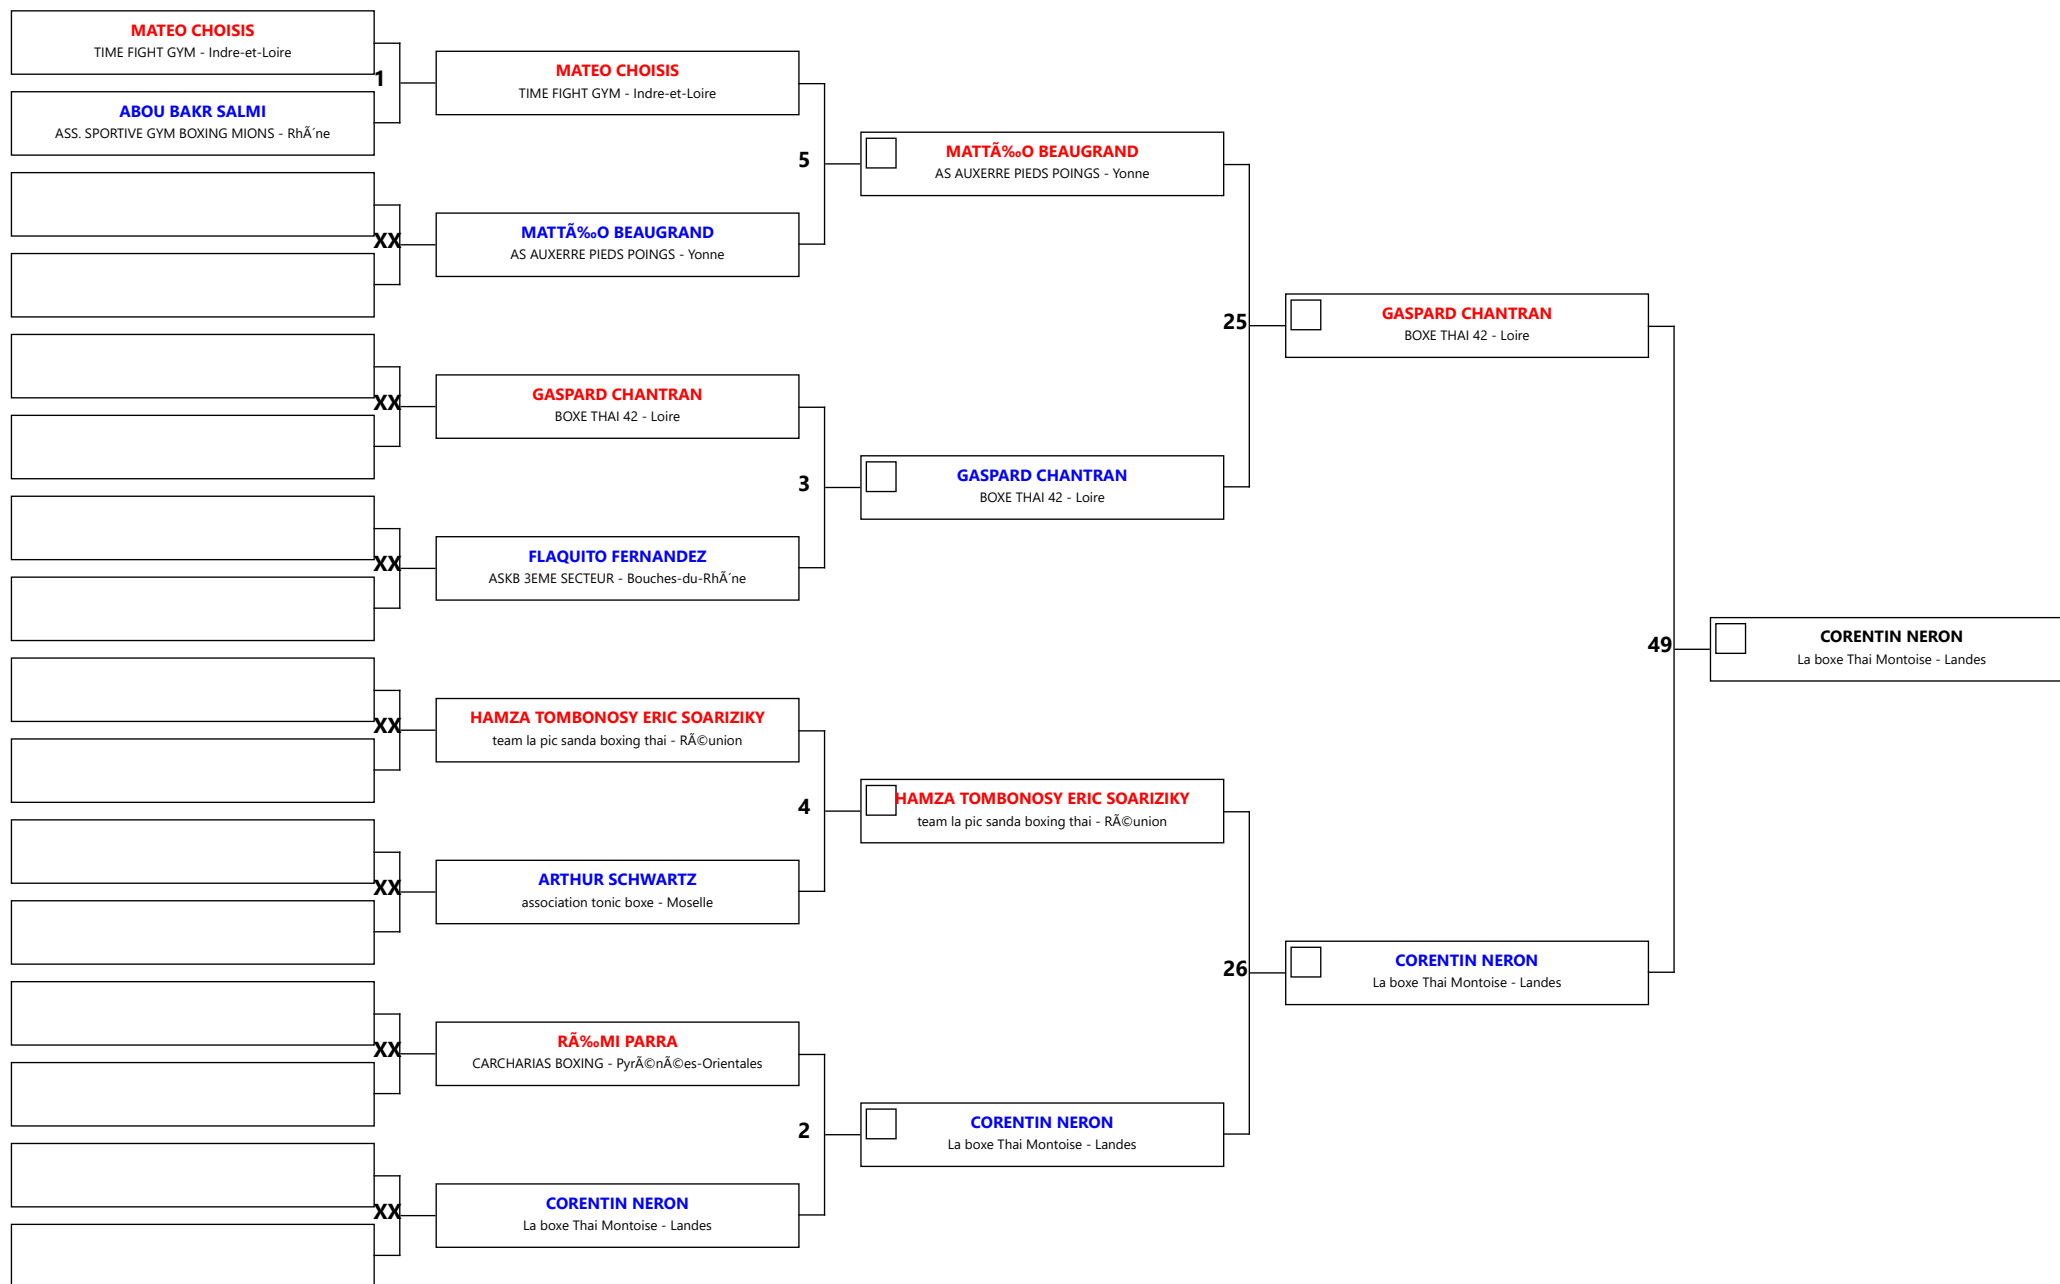 MATEO CHOISIS
TIME FIGHT GYM - Indre-et-Loire
1
ABOU BAKR SALMI
ASS. SPORTIVE GYM BOXING MIONS - RhÃ´ne
XX
XX
XX
XX
XX
XX
XX
MATEO CHOISIS
TIME FIGHT GYM - Indre-et-Loire
5
MATTÃ‰O BEAUGRAND
AS AUXERRE PIEDS POINGS - Yonne
GASPARD CHANTRAN
BOXE THAI 42 - Loire
3
FLAQUITO FERNANDEZ
ASKB 3EME SECTEUR - Bouches-du-RhÃ´ne
HAMZA TOMBONOSY ERIC SOARIZIKY
team la pic sanda boxing thai - RÃ©union
4
ARTHUR SCHWARTZ
association tonic boxe - Moselle
RÃ‰MI PARRA
CARCHARIAS BOXING - PyrÃ©nÃ©es-Orientales
2
CORENTIN NERON
La boxe Thai Montoise - Landes
MATTÃ‰O BEAUGRAND
AS AUXERRE PIEDS POINGS - Yonne
25
GASPARD CHANTRAN
BOXE THAI 42 - Loire
HAMZA TOMBONOSY ERIC SOARIZIKY
team la pic sanda boxing thai - RÃ©union
26
CORENTIN NERON
La boxe Thai Montoise - Landes
GASPARD CHANTRAN
BOXE THAI 42 - Loire
49
CORENTIN NERON
La boxe Thai Montoise - Landes
CORENTIN NERON
La boxe Thai Montoise - Landes